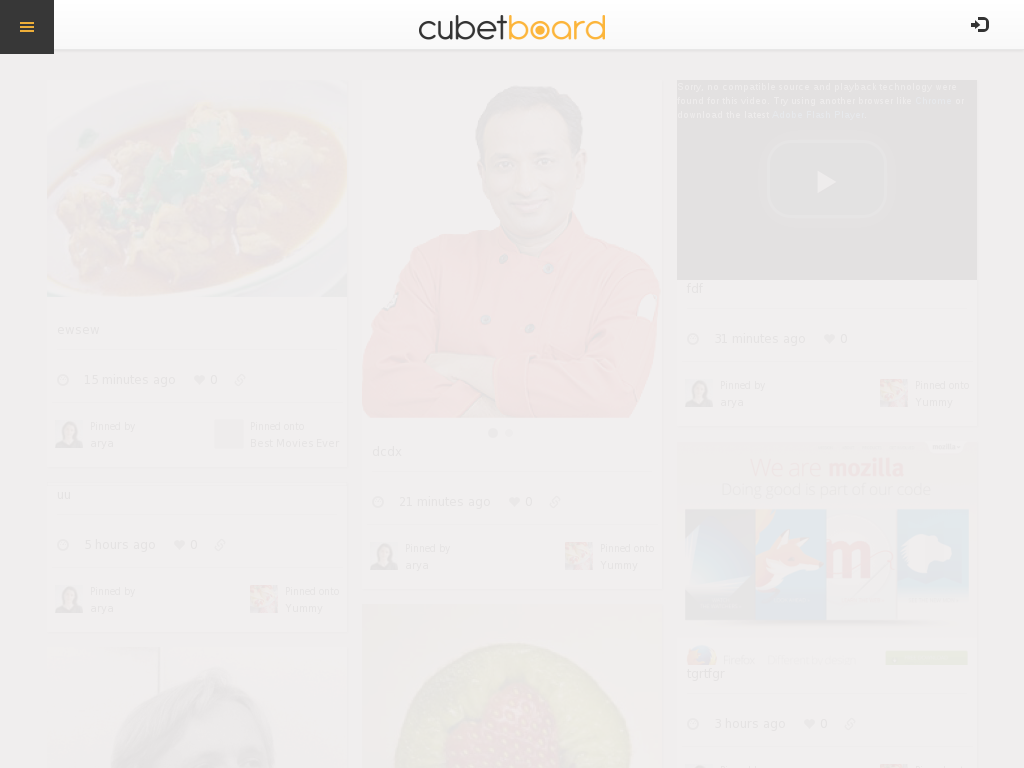 cubetboard
Sorry, no compatible source and playback technology were
found for this video. Try using another browser like Chrome or
download the latest Adobe Flash Player.
fdf
31 minutes ago 0
Pinned by
arya
Pinned onto
Yummy
ewsew
15 minutes ago 0
Pinned by
arya
Pinned onto
Best Movies Ever
dcdx
21 minutes ago 0
Pinned by
arya
Pinned onto
Yummy
uu
5 hours ago 0
Pinned by
arya
Pinned onto
Yummy
We are mozilla
Doing good is part of our code
m
rgrtfgr
3 hours ago 0